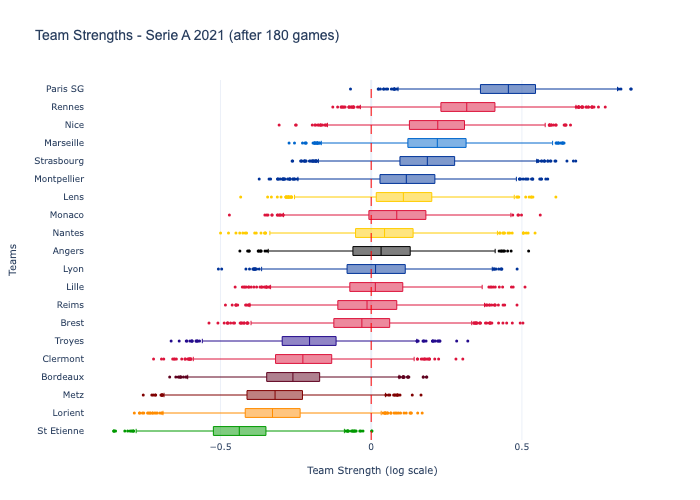 Team Strengths - Serie A 2021 (after 180 games)
Paris SG
Rennes
Nice
Marseille
Strasbourg
Montpellier
Lens
Monaco
Nantes
Angers
Lyon
Lille
Reims
Brest
Troyes
Clermont
Bordeaux
Metz
Lorient
St Etienne
Teams
−0.5
0
0.5
Team Strength (log scale)